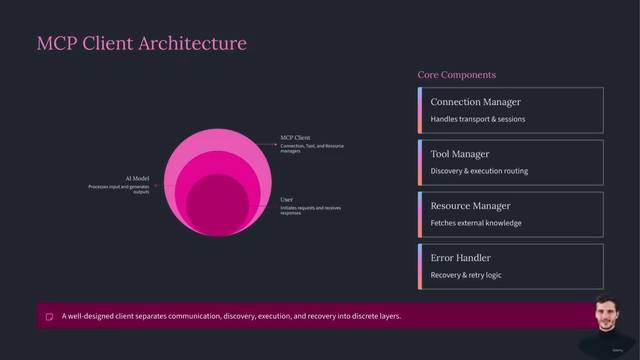 MCP Client Architecture
MCP Client
Connection, Tool, and Resource
managers
AI Model
Processes input and generates
outputs
User
Initiates requests and receives
responses
Core Components
Connection Manager
Handles transport & sessions
Tool Manager
Discovery & execution routing
Resource Manager
Fetches external knowledge
Error Handler
Recovery & retry logic
A well-designed client separates communication, discovery, execution, and recovery into discrete layers.